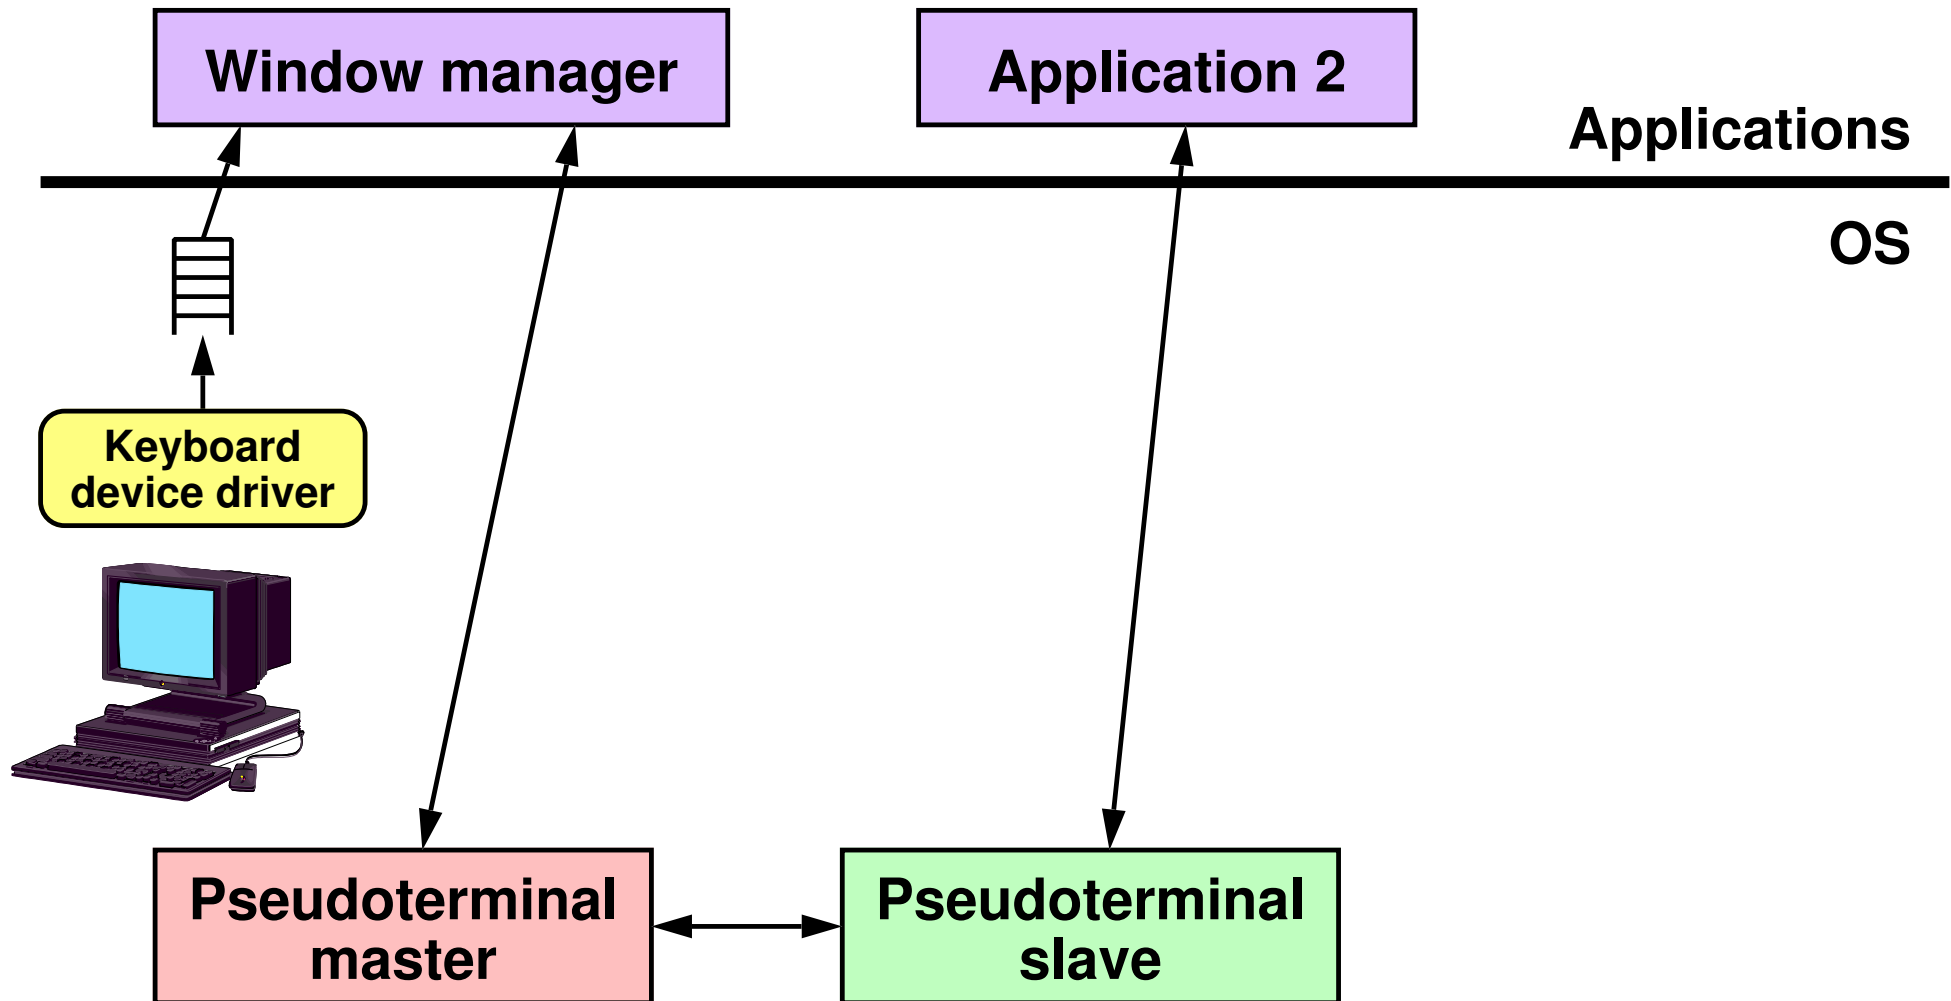 Window manager
Application 2
Applications
OS
Keyboard
device driver
Pseudoterminal
master
Pseudoterminal
slave